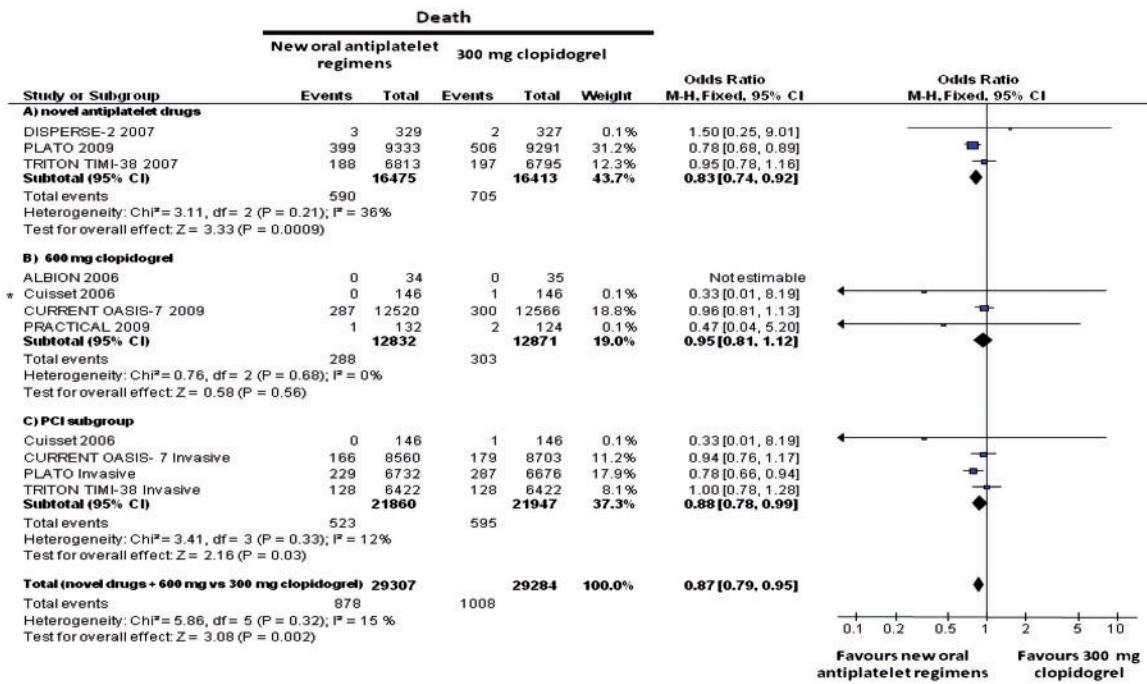 Death
New oral antiplatelet regimens 300 mg clopidogrel
Odds Ratio Odds Ratio
Study or Subgroup Events Total Events Total Weight M-H, Fixed, 95% CI M-H, Fixed, 95% CI
A) novel antiplatelet drugs
DISPERSE-2 2007 3 329 2 327 0.1% 1.50 [0.25, 9.01]
PLATO 2009 399 9333 506 9291 31.2% 0.78 [0.68, 0.89]
TRITON TIMI-38 2007 188 6813 197 6795 12.3% 0.95 [0.78, 1.16]
Subtotal (95% CI) 16475 16413 43.7% 0.83 [0.74, 0.92]
Total events 590 705
Heterogeneity: Chi² = 3.11, df = 2 (P = 0.21); I² = 36%
Test for overall effect: Z = 3.33 (P = 0.0009)
B) 600 mg clopidogrel
ALBION 2006 0 34 0 35 Not estimable
* Cuisset 2006 0 146 1 146 0.1% 0.33 [0.01, 8.19]
CURRENT OASIS-7 2009 287 12520 300 12566 18.8% 0.96 [0.81, 1.13]
PRACTICAL 2009 1 132 2 124 0.1% 0.47 [0.04, 5.20]
Subtotal (95% CI) 12832 12871 19.0% 0.95 [0.81, 1.12]
Total events 288 303
Heterogeneity: Chi² = 0.76, df = 2 (P = 0.68); I² = 0%
Test for overall effect: Z = 0.58 (P = 0.56)
C) PCI subgroup
Cuisset 2006 0 146 1 146 0.1% 0.33 [0.01, 8.19]
CURRENT OASIS- 7 Invasive 166 8560 179 8703 11.2% 0.94 [0.76, 1.17]
PLATO Invasive 229 6732 287 6676 17.9% 0.78 [0.66, 0.94]
TRITON TIMI-38 Invasive 128 6422 128 6422 8.1% 1.00 [0.78, 1.28]
Subtotal (95% CI) 21860 21947 37.3% 0.88 [0.78, 0.99]
Total events 523 595
Heterogeneity: Chi² = 3.41, df = 3 (P = 0.33); I² = 12%
Test for overall effect: Z = 2.16 (P = 0.03)
Total (novel drugs + 600 mg vs 300 mg clopidogrel) 29307 29284 100.0% 0.87 [0.79, 0.95]
Total events 878 1008
Heterogeneity: Chi² = 5.86, df = 5 (P = 0.32); I² = 15 %
Test for overall effect: Z = 3.08 (P = 0.002)
0.1 0.2 0.5 1 2 5 10
Favours new oral antiplatelet regimens Favours 300 mg clopidogrel